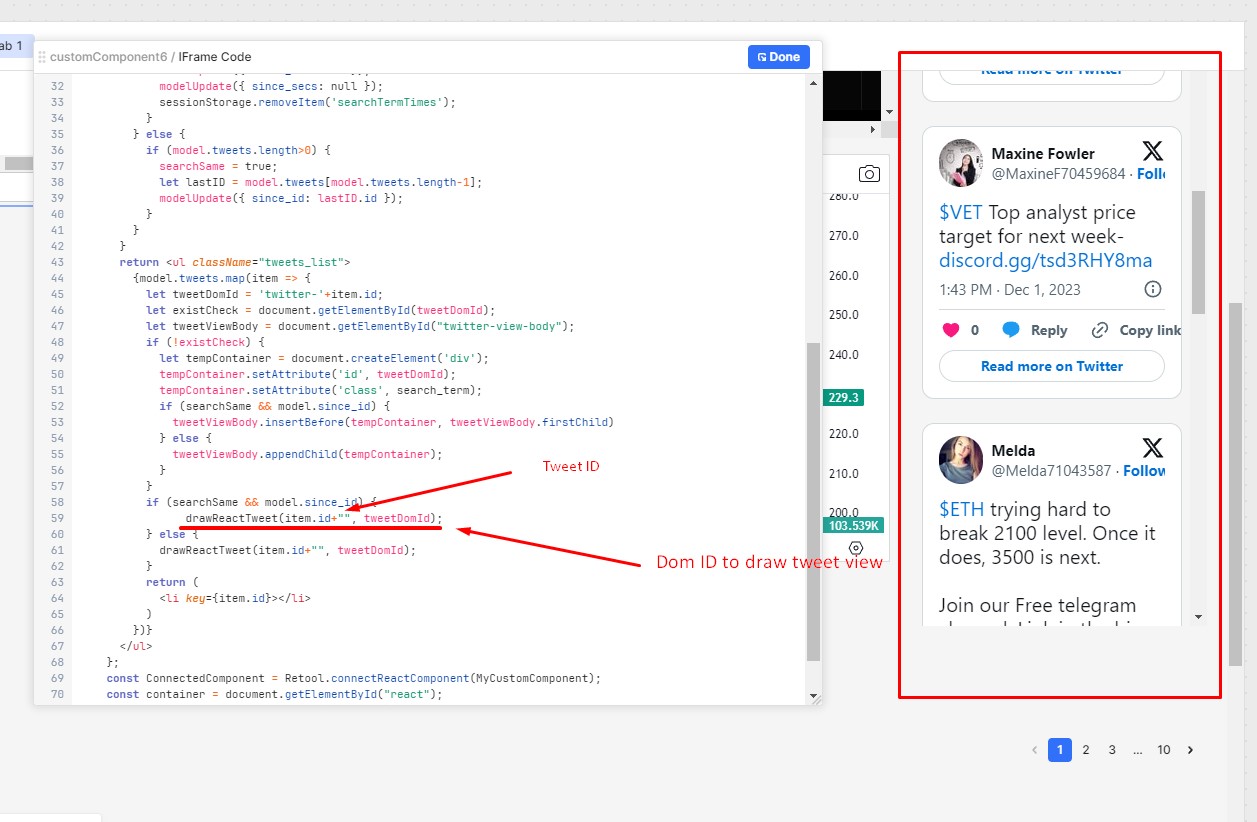 ab 1
customComponent6 / IFrame Code
Done
32 modelUpdate({ since_secs: null });
33 sessionStorage.removeItem('searchTermTimes');
34 }
35 } else {
36 if (model.tweets.length>0) {
37 searchSame = true;
38 let lastID = model.tweets[model.tweets.length-1];
39 modelUpdate({ since_id: lastID.id });
40 }
41 }
42 }
43 return <ul className="tweets_list">
44 {model.tweets.map(item => {
45 let tweetDomId = 'twitter-'+item.id;
46 let existCheck = document.getElementById(tweetDomId);
47 let tweetViewBody = document.getElementById("twitter-view-body");
48 if (!existCheck) {
49 let tempContainer = document.createElement('div');
50 tempContainer.setAttribute('id', tweetDomId);
51 tempContainer.setAttribute('class', search_term);
52 if (searchSame && model.since_id) {
53 tweetViewBody.insertBefore(tempContainer, tweetViewBody.firstChild)
54 } else {
55 tweetViewBody.appendChild(tempContainer);
56 }
57 }
58 if (searchSame && model.since_id) {
59 drawReactTweet(item.id+"", tweetDomId);
60 } else {
61 drawReactTweet(item.id+"", tweetDomId);
62 }
63 return (
64 <li key={item.id}></li>
65 )
66 })}
67 </ul>
68 };
69 const ConnectedComponent = Retool.connectReactComponent(MyCustomComponent);
70 const container = document.getElementById("react");
Tweet ID
Dom ID to draw tweet view
280.0
270.0
260.0
250.0
240.0
229.3
220.0
210.0
200.0
103.539K
Read more on Twitter
Maxine Fowler
@MaxineF70459684 · Follo
$VET Top analyst price
target for next week-
discord.gg/tsd3RHY8ma
1:43 PM · Dec 1, 2023
0 Reply Copy link
Read more on Twitter
Melda
@Melda71043587 · Follow
$ETH trying hard to
break 2100 level. Once it
does, 3500 is next.
Join our Free telegram
1 2 3 ... 10